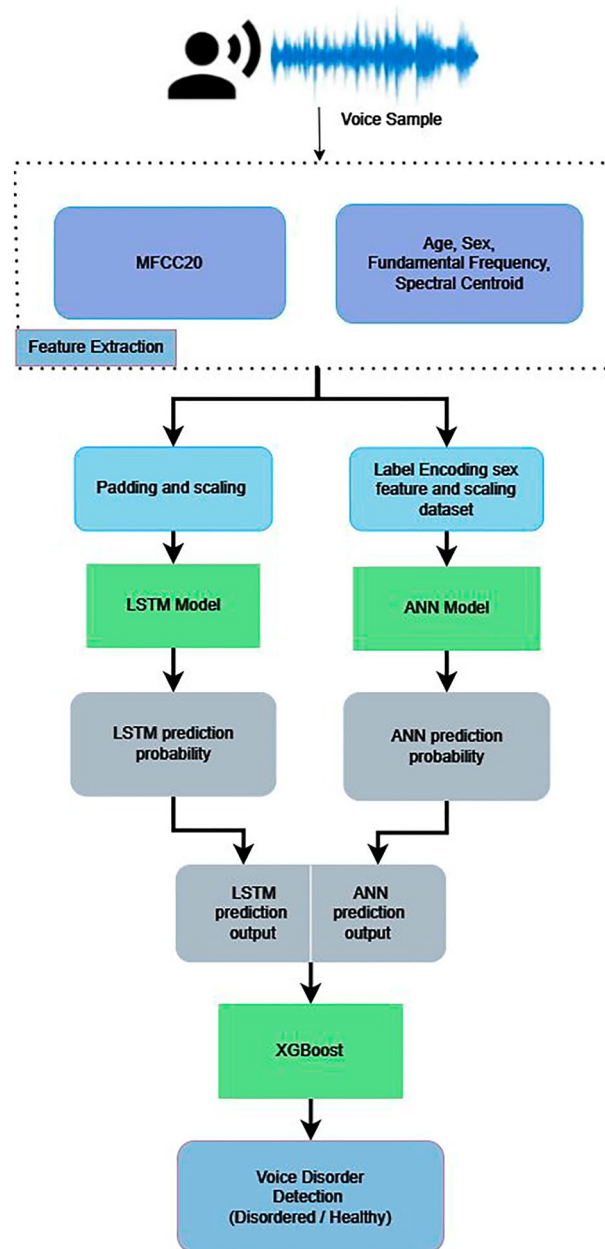 Voice Sample
MFCC20
Age, Sex,
Fundamental Frequency,
Spectral Centroid
Feature Extraction
Padding and scaling
Label Encoding sex
feature and scaling
dataset
LSTM Model
ANN Model
LSTM prediction
probability
ANN prediction
probability
LSTM
prediction
output
ANN
prediction
output
XGBoost
Voice Disorder
Detection
(Disordered / Healthy)